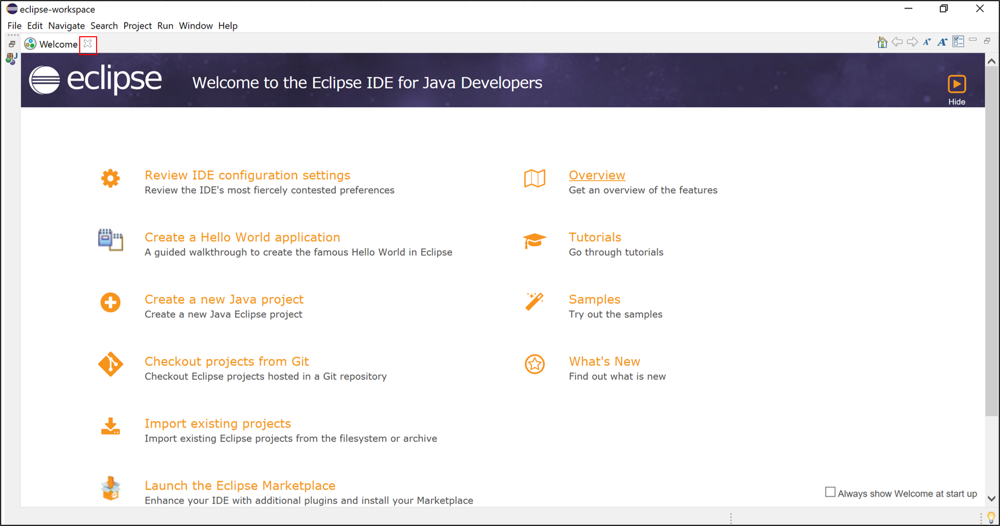 eclipse-workspace
File Edit Navigate Search Project Run Window Help
Welcome
eclipse
Welcome to the Eclipse IDE for Java Developers
Hide
Review IDE configuration settings
Review the IDE's most fiercely contested preferences
Overview
Get an overview of the features
Create a Hello World application
A guided walkthrough to create the famous Hello World in Eclipse
Tutorials
Go through tutorials
Create a new Java project
Create a new Java Eclipse project
Samples
Try out the samples
Checkout projects from Git
Checkout Eclipse projects hosted in a Git repository
What's New
Find out what is new
Import existing projects
Import existing Eclipse projects from the filesystem or archive
Launch the Eclipse Marketplace
Enhance your IDE with additional plugins and install your Marketplace
Always show Welcome at start up